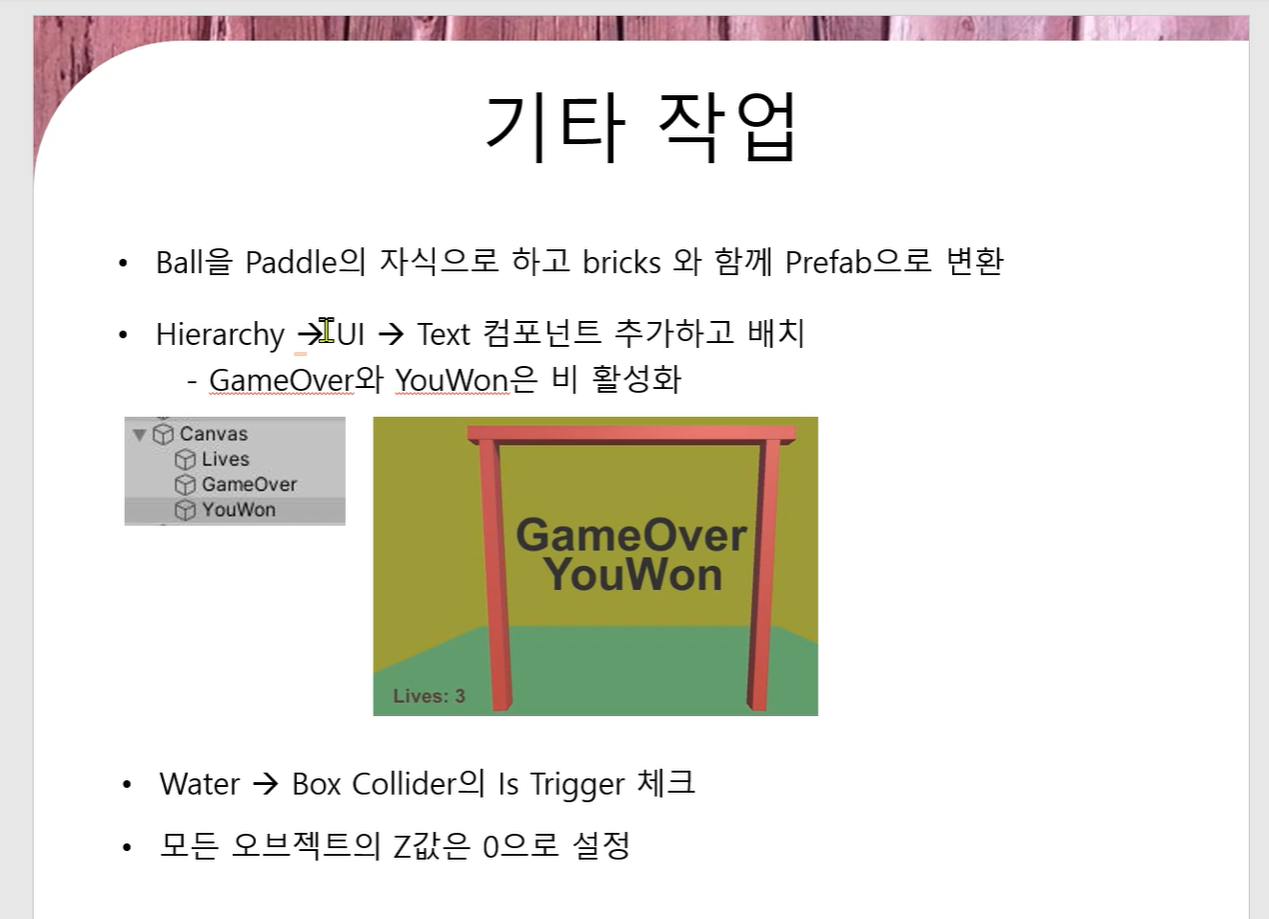 기타 작업
• Ball을 Paddle의 자식으로 하고 bricks 와 함께 Prefab으로 변환
• Hierarchy → UI → Text 컴포넌트 추가하고 배치
- GameOver와 YouWon은 비 활성화
Canvas
Lives
GameOver
YouWon
GameOver
YouWon
Lives: 3
• Water → Box Collider의 Is Trigger 체크
• 모든 오브젝트의 Z값은 0으로 설정